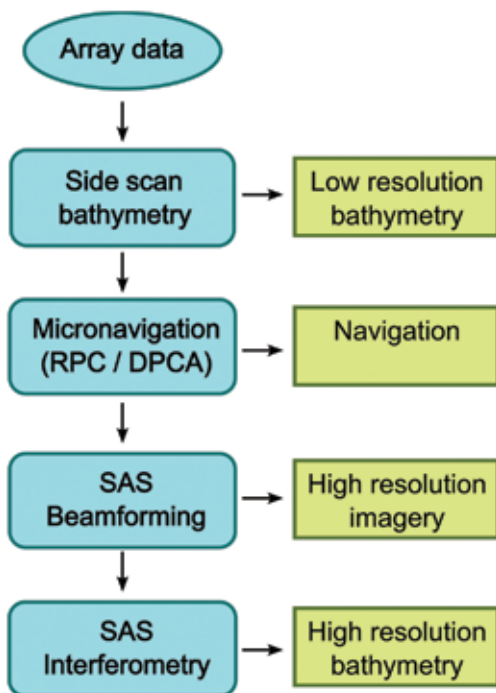 Array data
Side scan
bathymetry
Low resolution
bathymetry
Micronavigation
(RPC / DPCA)
Navigation
SAS
Beamforming
High resolution
imagery
SAS
Interferometry
High resolution
bathymetry